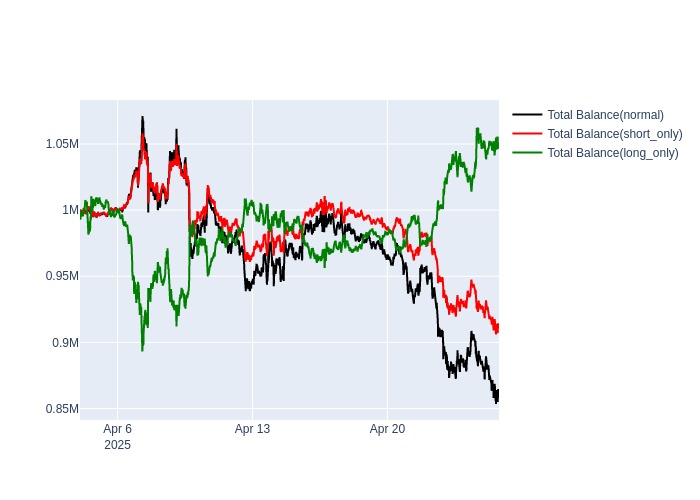 Total Balance(normal)
Total Balance(short_only)
Total Balance(long_only)
1.05M
1M
0.95M
0.9M
0.85M
Apr 6
2025
Apr 13
Apr 20